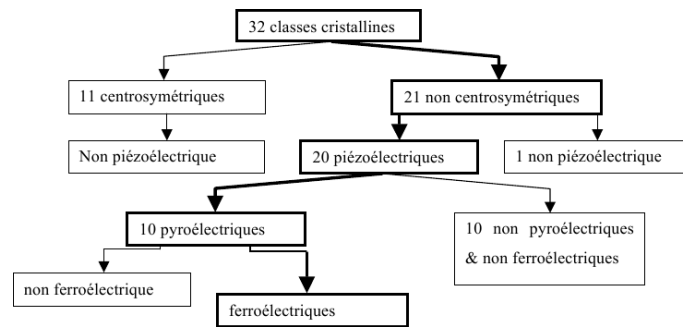 32 classes cristallines
11 centrosymétriques
21 non centrosymétriques
Non piézoélectrique
20 piézoélectriques
1 non piézoélectrique
10 pyroélectriques
10 non pyroélectriques
& non ferroélectriques
non ferroélectrique
ferroélectriques